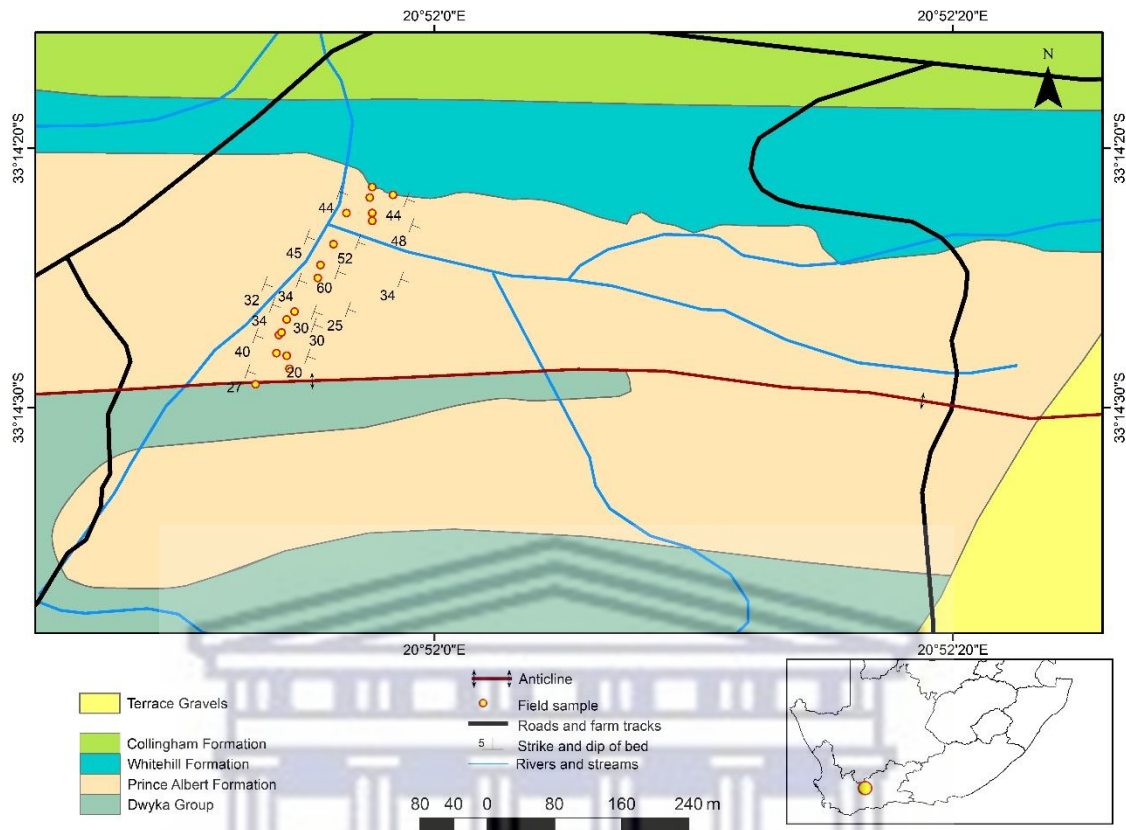 20°52'0"E
20°52'20"E
N
33°14'20"S
33°14'20"S
44
44
48
45
52
60
34
34
32
34
25
30
30
40
20
27
33°14'30"S
33°14'30"S
20°52'0"E
20°52'20"E
Terrace Gravels
Collingham Formation
Whitehill Formation
Prince Albert Formation
Dwyka Group
Anticline
Field sample
Roads and farm tracks
5 Strike and dip of bed
Rivers and streams
80 40 0 80 160 240 m